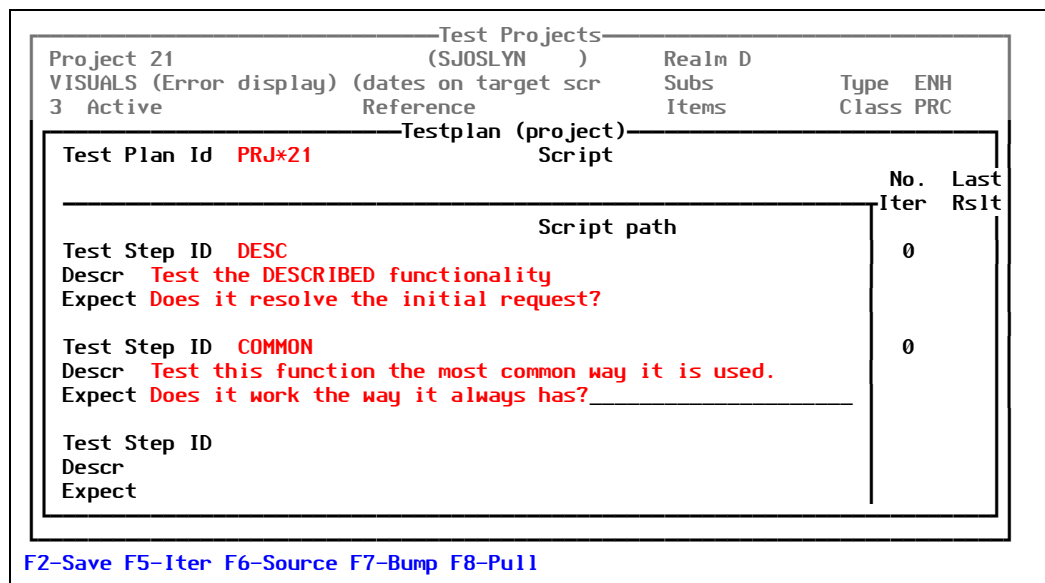 Test Projects
Project 21 (SJOSLYN ) Realm D
VISUALS (Error display) (dates on target scr Subs Type ENH
3 Active Reference Items Class PRC
Testplan (project)
Test Plan Id PRJ*21 Script
No. Last
Iter Rslt
Script path
Test Step ID DESC 0
Descr Test the DESCRIBED functionality
Expect Does it resolve the initial request?
Test Step ID COMMON 0
Descr Test this function the most common way it is used.
Expect Does it work the way it always has?______________________
Test Step ID
Descr
Expect
F2-Save F5-Iter F6-Source F7-Bump F8-Pull